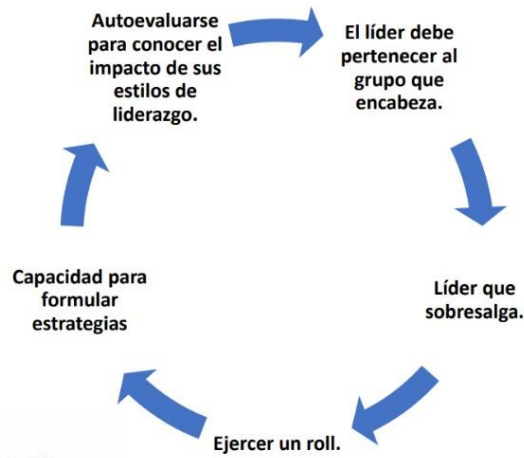 Autoevaluarse
para conocer el
impacto de sus
estilos de
liderazgo.
El líder debe
pertenecer al
grupo que
encabeza.
Líder que
sobresalga.
Ejercer un roll.
Capacidad para
formular
estrategias